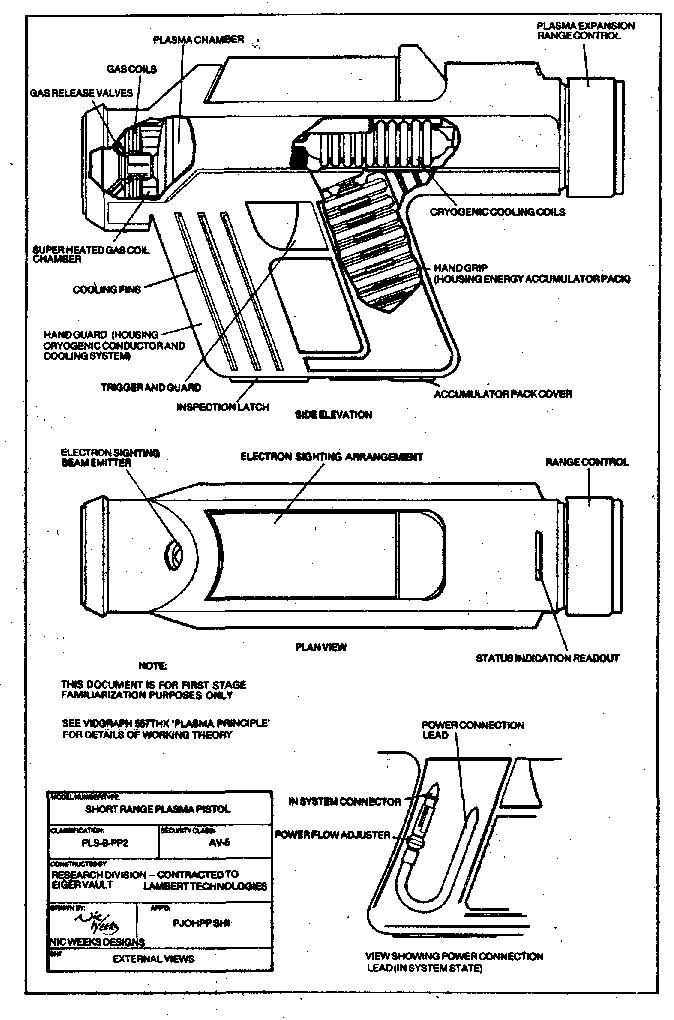 PLASMA EXPANSION
RANGE CONTROL
PLASMA CHAMBER
GAS COILS
GAS RELEASE VALVES
CRYOGENIC COOLING COILS
SUPER HEATED GAS COIL
CHAMBER
HAND GRIP
(HOUSING ENERGY ACCUMULATOR PACK)
COOLING FINS
HAND GUARD (HOUSING
CRYOGENIC CONDUCTOR AND
COOLING SYSTEM)
TRIGGER AND GUARD
ACCUMULATOR PACK COVER
INSPECTION LATCH
SIDE ELEVATION
ELECTRON SIGHTING
BEAM EMITTER
ELECTRON SIGHTING ARRANGEMENT
RANGE CONTROL
PLAN VIEW
STATUS INDICATION READOUT
NOTE:
THIS DOCUMENT IS FOR FIRST STAGE
FAMILIARIZATION PURPOSES ONLY
SEE VIDGRAPH 557THX 'PLASMA PRINCIPLE'
FOR DETAILS OF WORKING THEORY
POWER CONNECTION
LEAD
IN SYSTEM CONNECTOR
POWER FLOW ADJUSTER
VIEW SHOWING POWER CONNECTION
LEAD (IN SYSTEM STATE)
MODEL NUMBER/TYPE:
SHORT RANGE PLASMA PISTOL
CLASSIFICATION: SECURITY CLASS:
PLS-B-PP2 AV-5
CONSTRUCTED BY
RESEARCH DIVISION – CONTRACTED TO
EIGER VAULT LAMBERT TECHNOLOGIES
DRAWN BY: APP'D:
Nic
Weeks
PJOHPP SHII
NIC WEEKS DESIGNS
EXTERNAL VIEWS